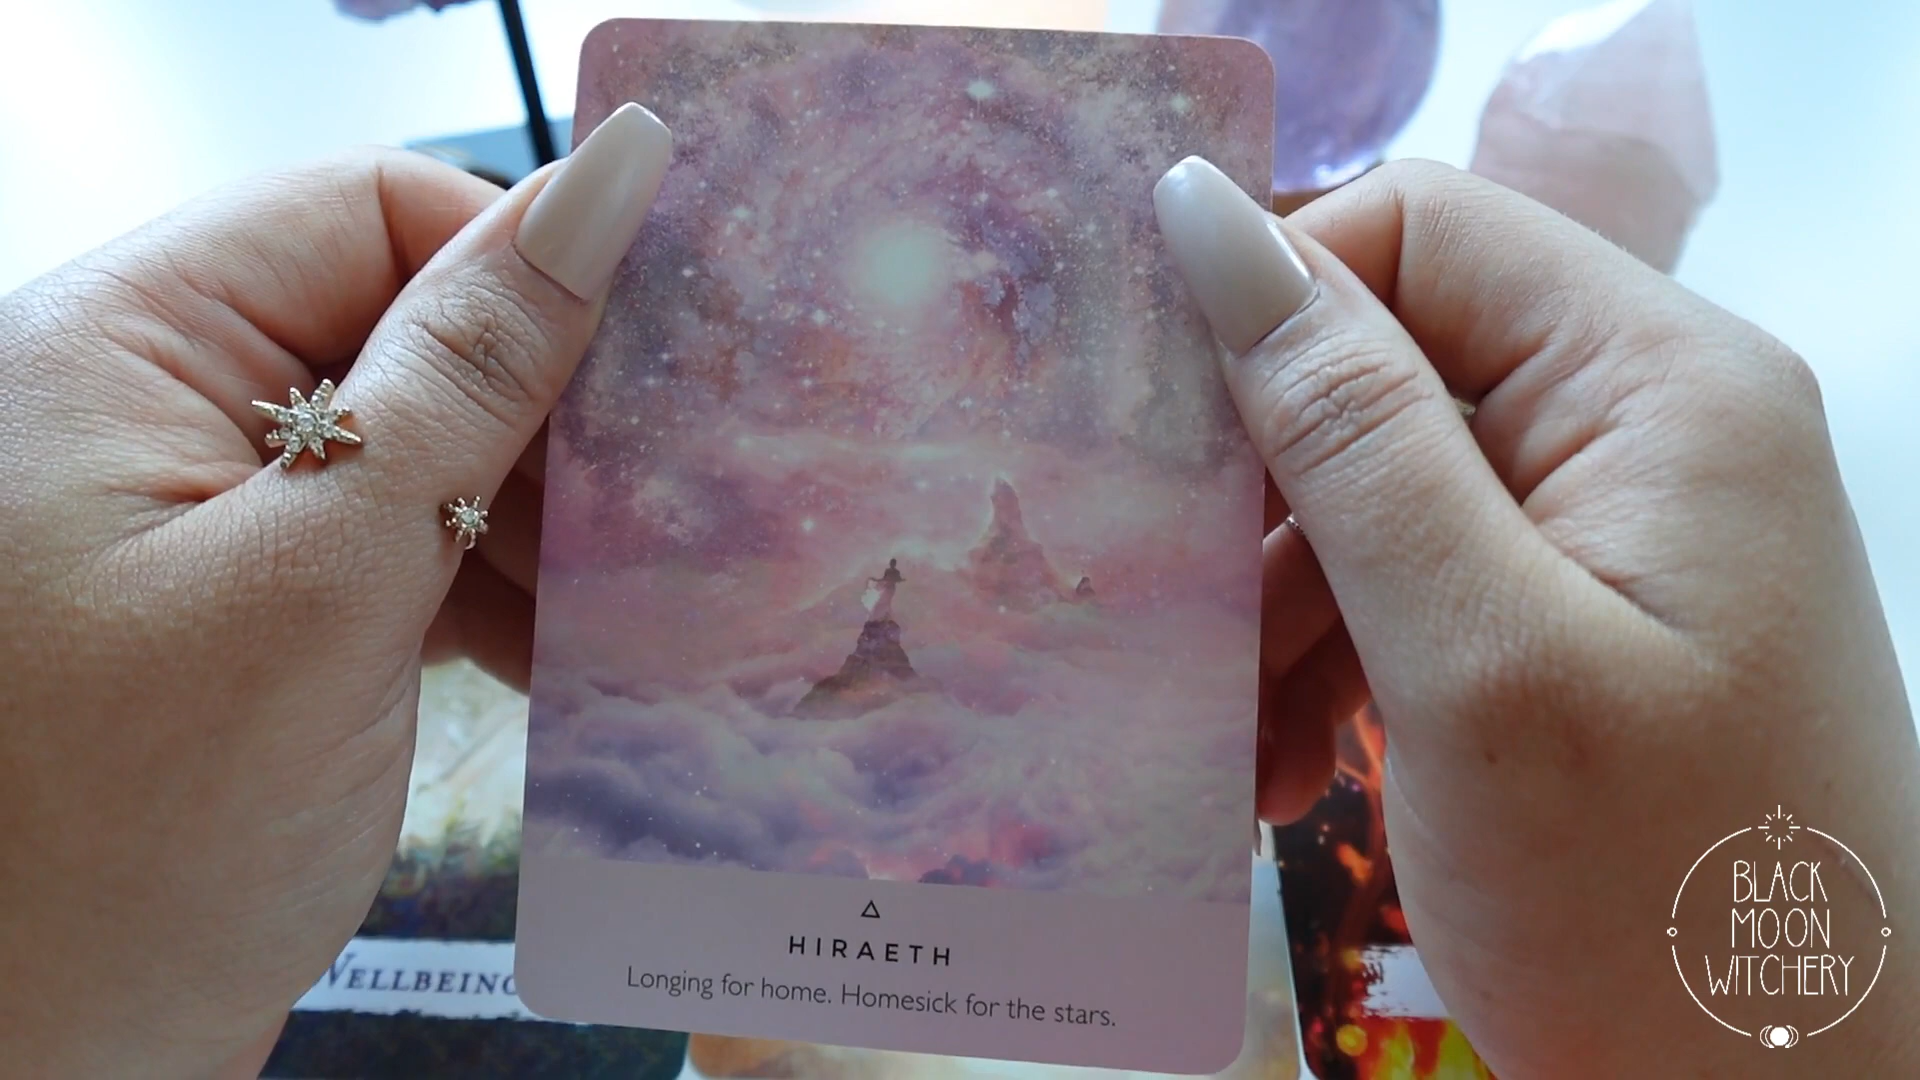 HIRAETH
Longing for home. Homesick for the stars.
WELLBEING
BLACK
MOON
WITCHERY